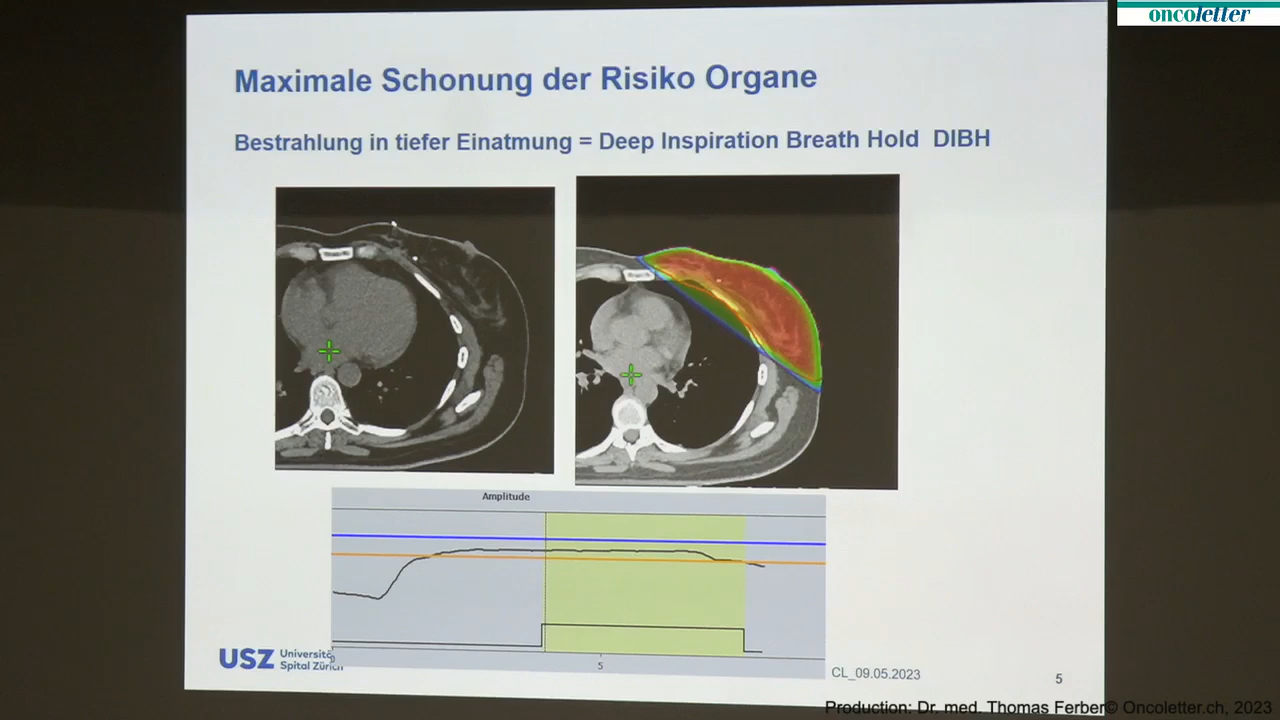 oncoletter
Maximale Schonung der Risiko Organe
Bestrahlung in tiefer Einatmung = Deep Inspiration Breath Hold DIBH
Amplitude
5
USZ Universitäts
Spital Zürich
CL_09.05.2023
5
Production: Dr. med. Thomas Ferber© Oncoletter.ch, 2023